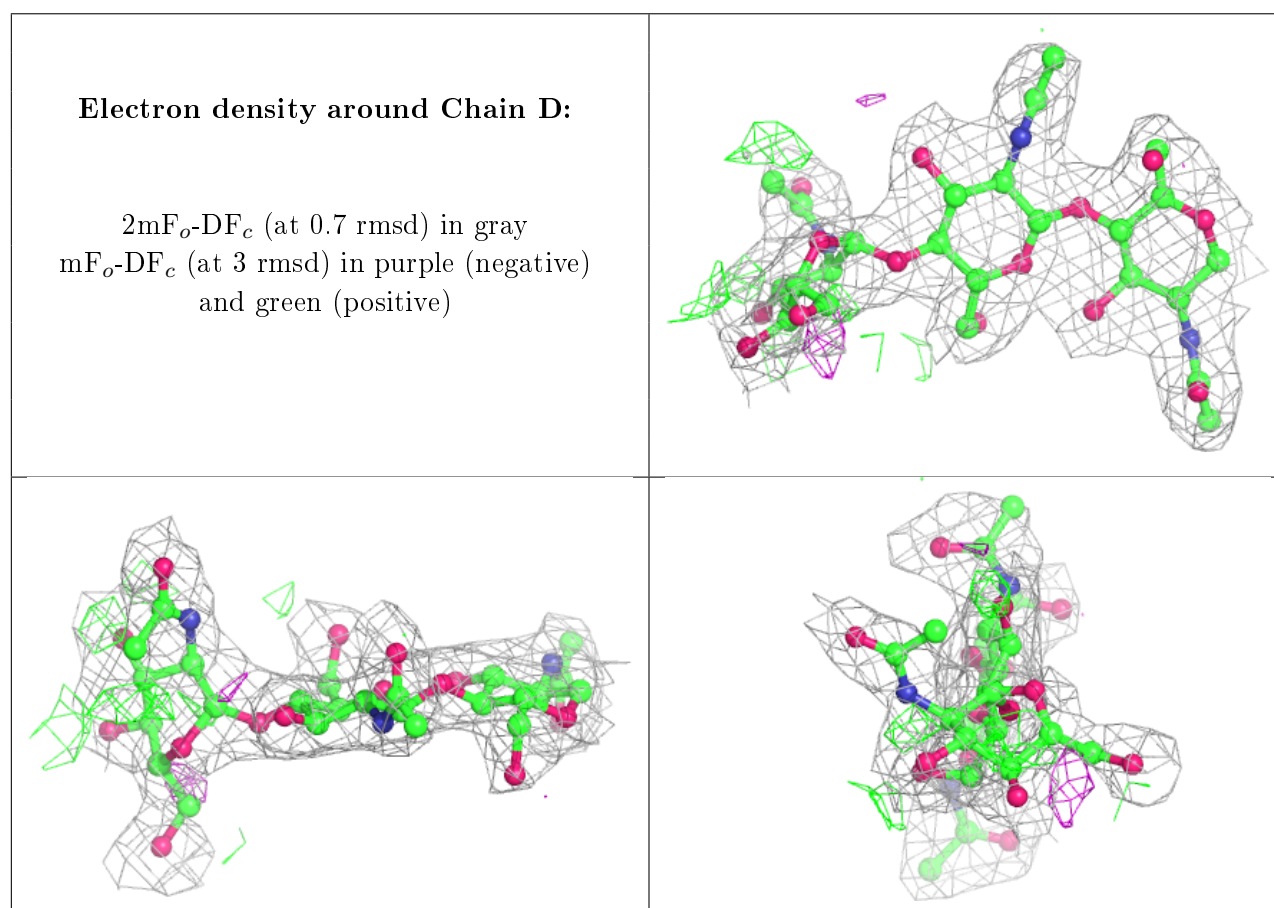 Electron density around Chain D:
2mFₒ-DF𝒸 (at 0.7 rmsd) in gray
mFₒ-DF𝒸 (at 3 rmsd) in purple (negative)
and green (positive)